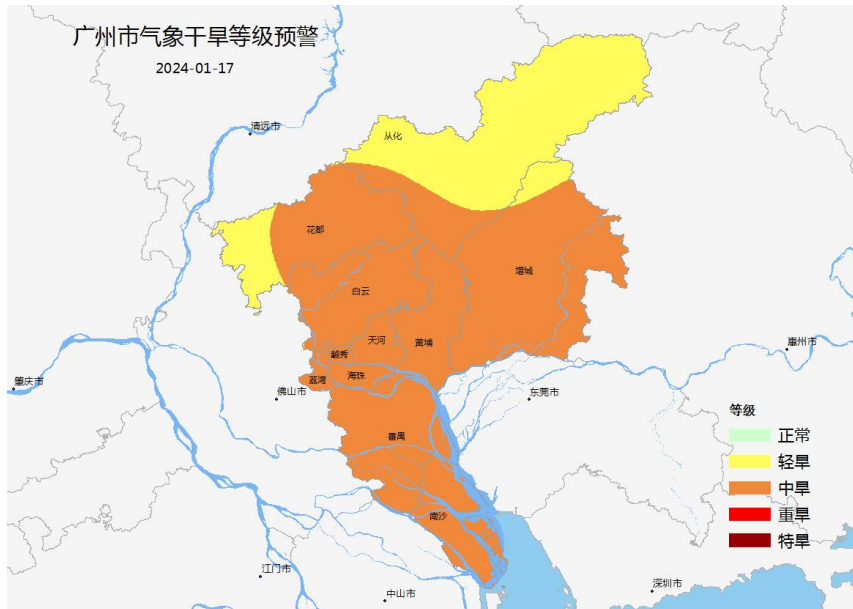 广州市气象干旱等级预警
2024-01-17
清远市
从化
花都
增城
白云
天河
黄埔
越秀
荔湾
海珠
惠州市
肇庆市
佛山市
东莞市
番禺
南沙
江门市
中山市
深圳市
等级
正常
轻旱
中旱
重旱
特旱